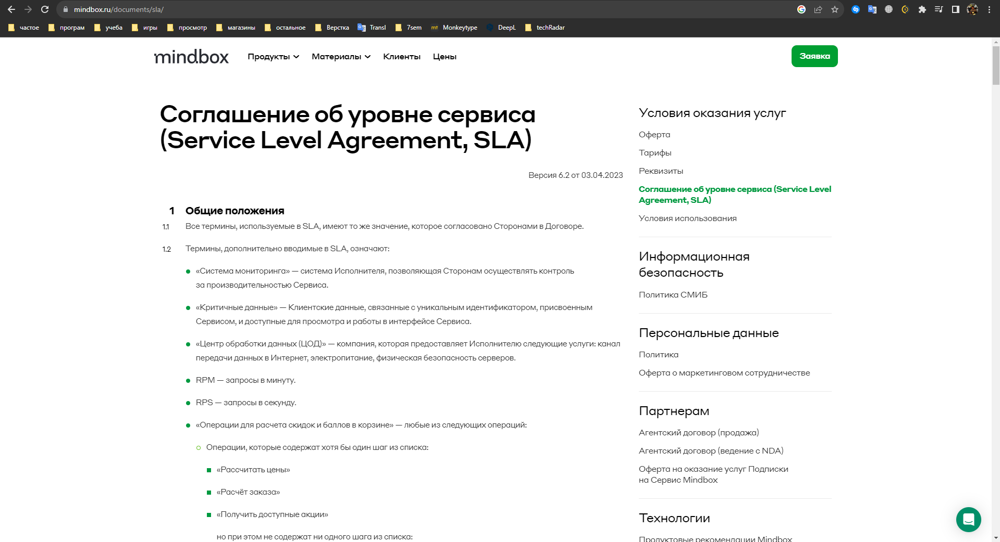 mindbox.ru/documents/sla/
частое
програм
учеба
игры
просмотр
магазины
остальное
Верстка
Transl
7sem
mt Monkeytype
DeepL
techRadar
mindbox
Продукты
Материалы
Клиенты
Цены
Заявка
Соглашение об уровне сервиса
(Service Level Agreement, SLA)
Версия 6.2 от 03.04.2023
1 Общие положения
1.1 Все термины, используемые в SLA, имеют то же значение, которое согласовано Сторонами в Договоре.
1.2 Термины, дополнительно вводимые в SLA, означают:
«Система мониторинга» — система Исполнителя, позволяющая Сторонам осуществлять контроль
за производительностью Сервиса.
«Критичные данные» — Клиентские данные, связанные с уникальным идентификатором, присвоенным
Сервисом, и доступные для просмотра и работы в интерфейсе Сервиса.
«Центр обработки данных (ЦОД)» — компания, которая предоставляет Исполнителю следующие услуги: канал
передачи данных в Интернет, электропитание, физическая безопасность серверов.
RPM — запросы в минуту.
RPS — запросы в секунду.
«Операции для расчета скидок и баллов в корзине» — любые из следующих операций:
Операции, которые содержат хотя бы один шаг из списка:
«Рассчитать цены»
«Расчёт заказа»
«Получить доступные акции»
но при этом не содержат ни одного шага из списка:
Условия оказания услуг
Оферта
Тарифы
Реквизиты
Соглашение об уровне сервиса (Service Level
Agreement, SLA)
Условия использования
Информационная
безопасность
Политика СМИБ
Персональные данные
Политика
Оферта о маркетинговом сотрудничестве
Партнерам
Агентский договор (продажа)
Агентский договор (ведение с NDA)
Оферта на оказание услуг Подписки
на Сервис Mindbox
Технологии
Продуктовые рекомендации Mindbox